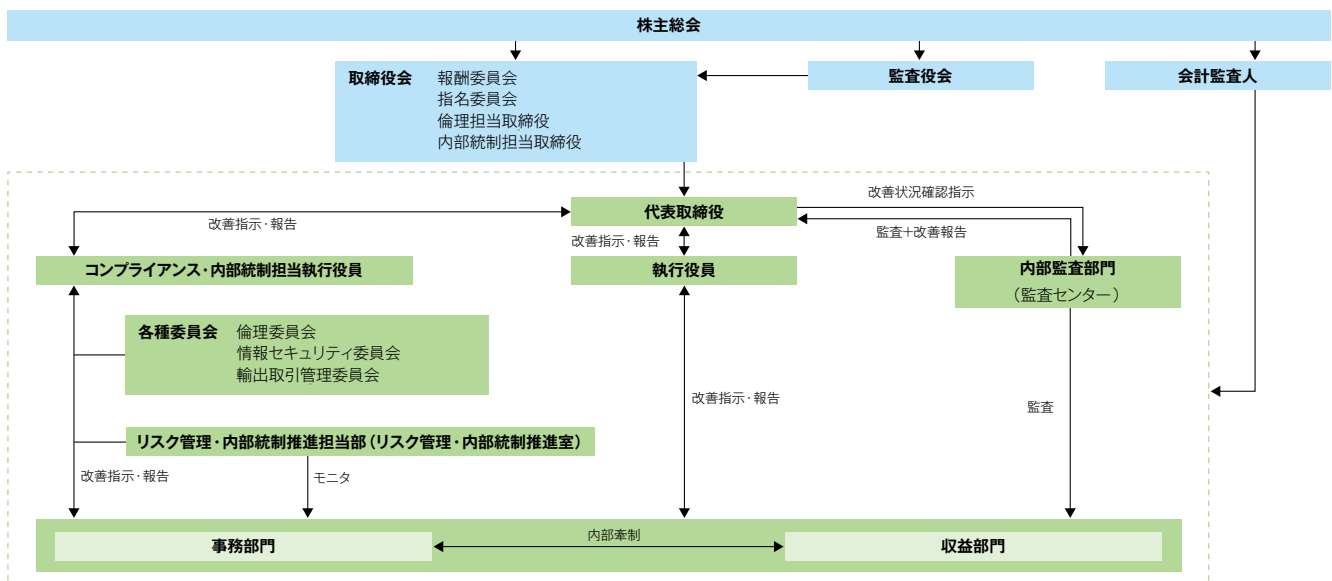 株主総会
取締役会 報酬委員会
指名委員会
倫理担当取締役
内部統制担当取締役
監査役会
会計監査人
改善状況確認指示
代表取締役
監査＋改善報告
改善指示・報告
改善指示・報告
コンプライアンス・内部統制担当執行役員
執行役員
内部監査部門
（監査センター）
各種委員会 倫理委員会
情報セキュリティ委員会
輸出取引管理委員会
改善指示・報告
監査
リスク管理・内部統制推進担当部（リスク管理・内部統制推進室）
改善指示・報告
モニタ
内部牽制
事務部門
収益部門